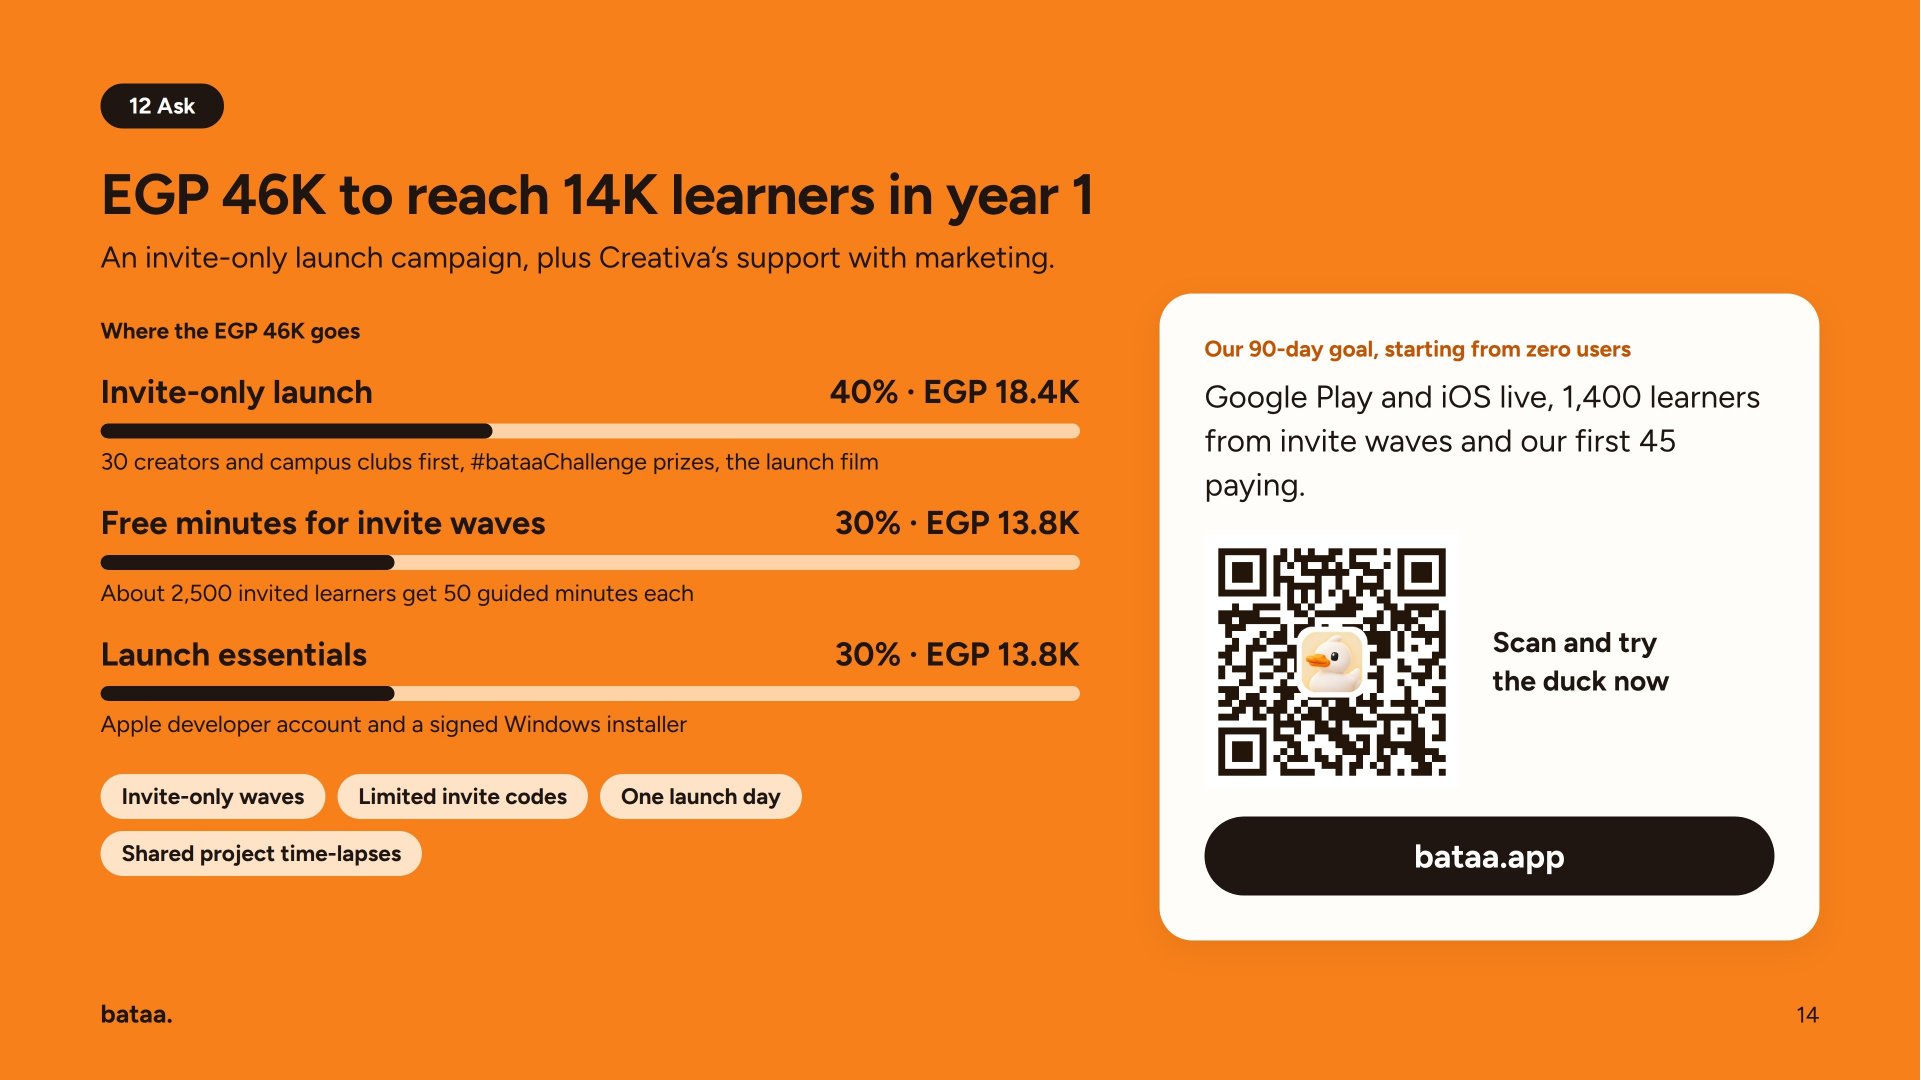 12 Ask
EGP 46K to reach 14K learners in year 1
An invite-only launch campaign, plus Creativa’s support with marketing.
Where the EGP 46K goes
Invite-only launch
40% · EGP 18.4K
30 creators and campus clubs first, #bataaChallenge prizes, the launch film
Free minutes for invite waves
30% · EGP 13.8K
About 2,500 invited learners get 50 guided minutes each
Launch essentials
30% · EGP 13.8K
Apple developer account and a signed Windows installer
Invite-only waves
Limited invite codes
One launch day
Shared project time-lapses
Our 90-day goal, starting from zero users
Google Play and iOS live, 1,400 learners
from invite waves and our first 45
paying.
Scan and try
the duck now
bataa.app
bataa.
14